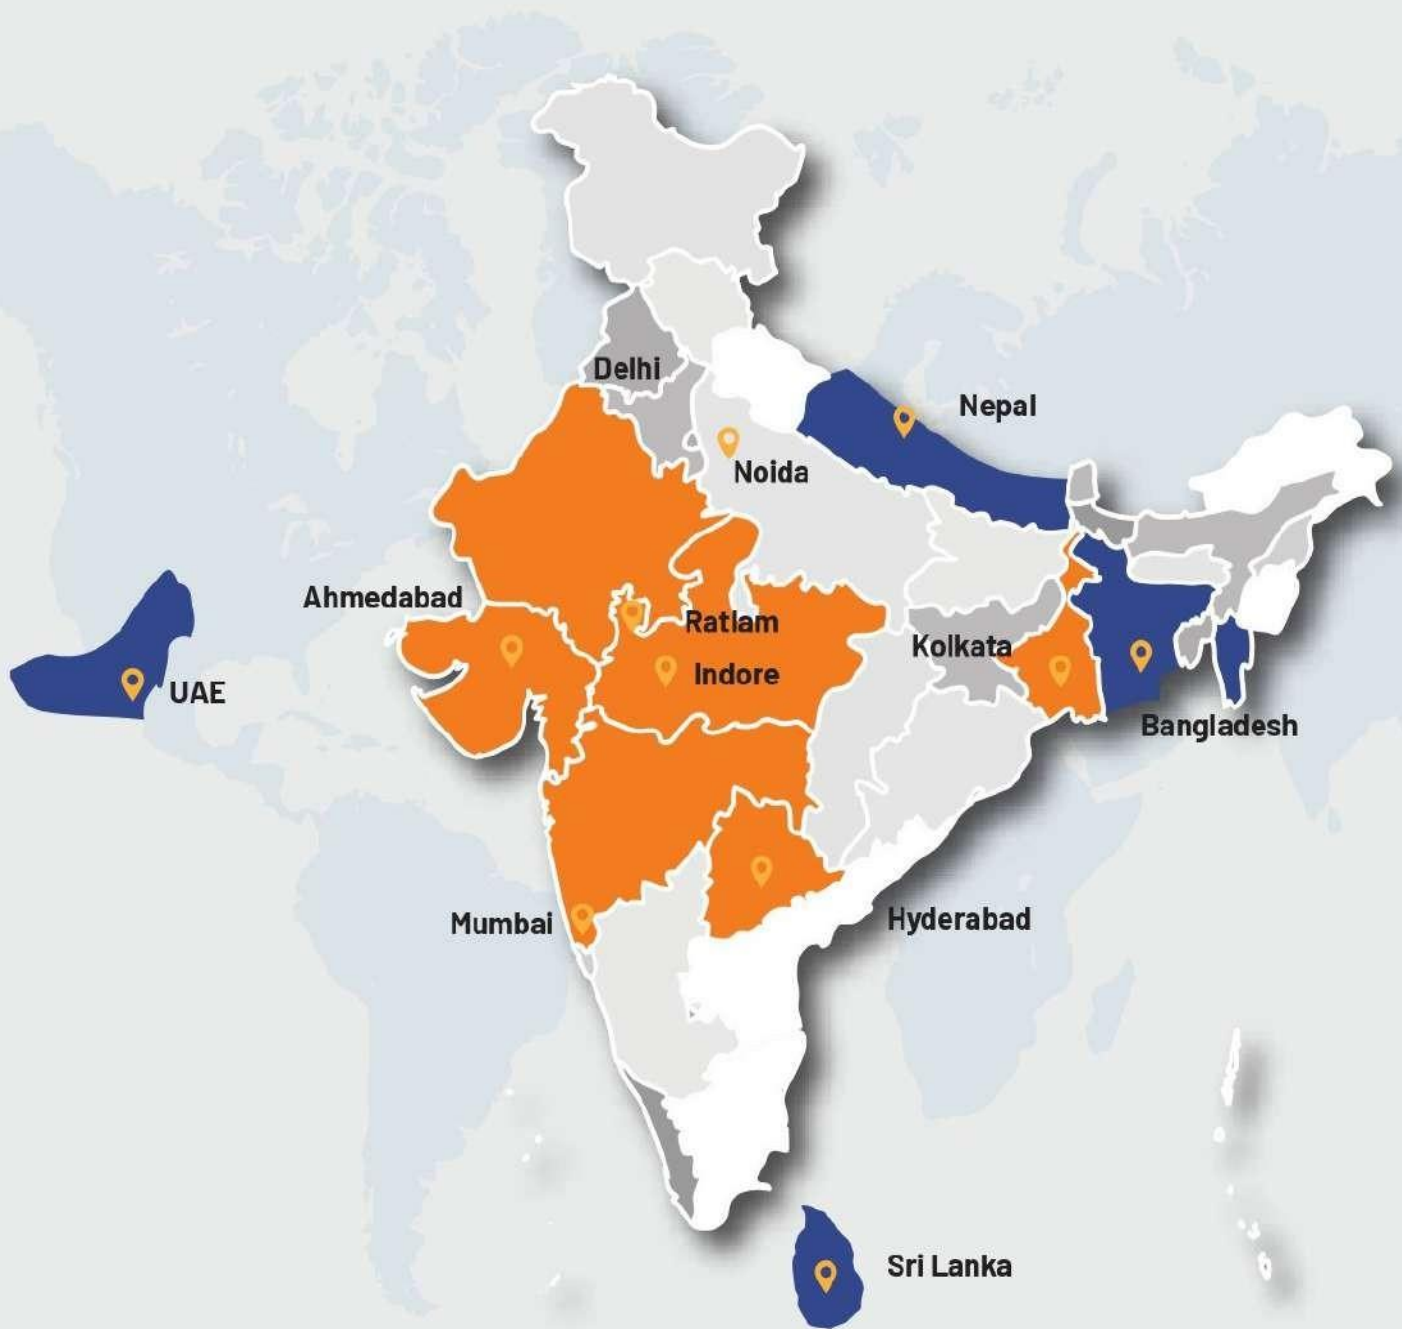 Delhi
Nepal
Noida
Ahmedabad
Ratlam
Kolkata
Indore
UAE
Bangladesh
Mumbai
Hyderabad
Sri Lanka